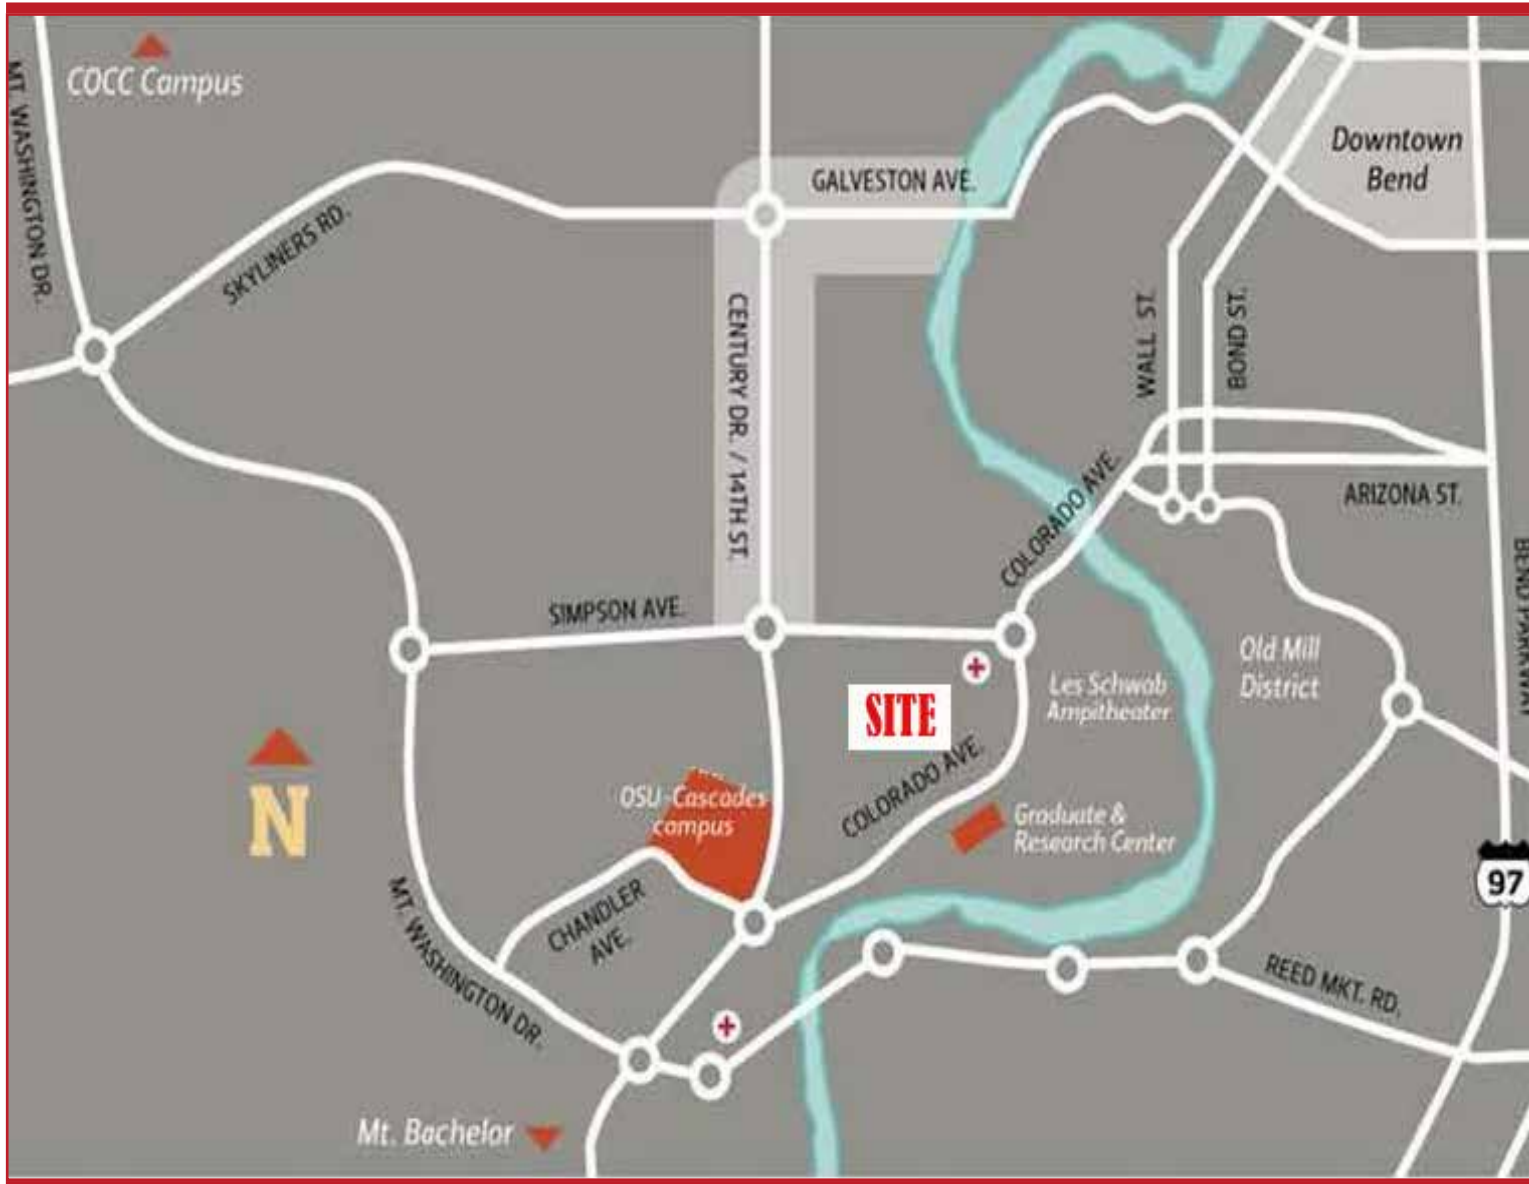 COCC Campus
MT. WASHINGTON DR.
SKYLINERS RD.
GALVESTON AVE.
Downtown
Bend
CENTURY DR. / 14TH ST.
WALL ST.
BOND ST.
COLORADO AVE.
ARIZONA ST.
BEND PARKWAY
SIMPSON AVE.
Old Mill
District
Les Schwab
Ampitheater
SITE
COLORADO AVE.
OSU-Cascades
campus
Graduate &
Research Center
N
97
CHANDLER
AVE.
MT. WASHINGTON DR.
REED MKT. RD.
Mt. Bachelor